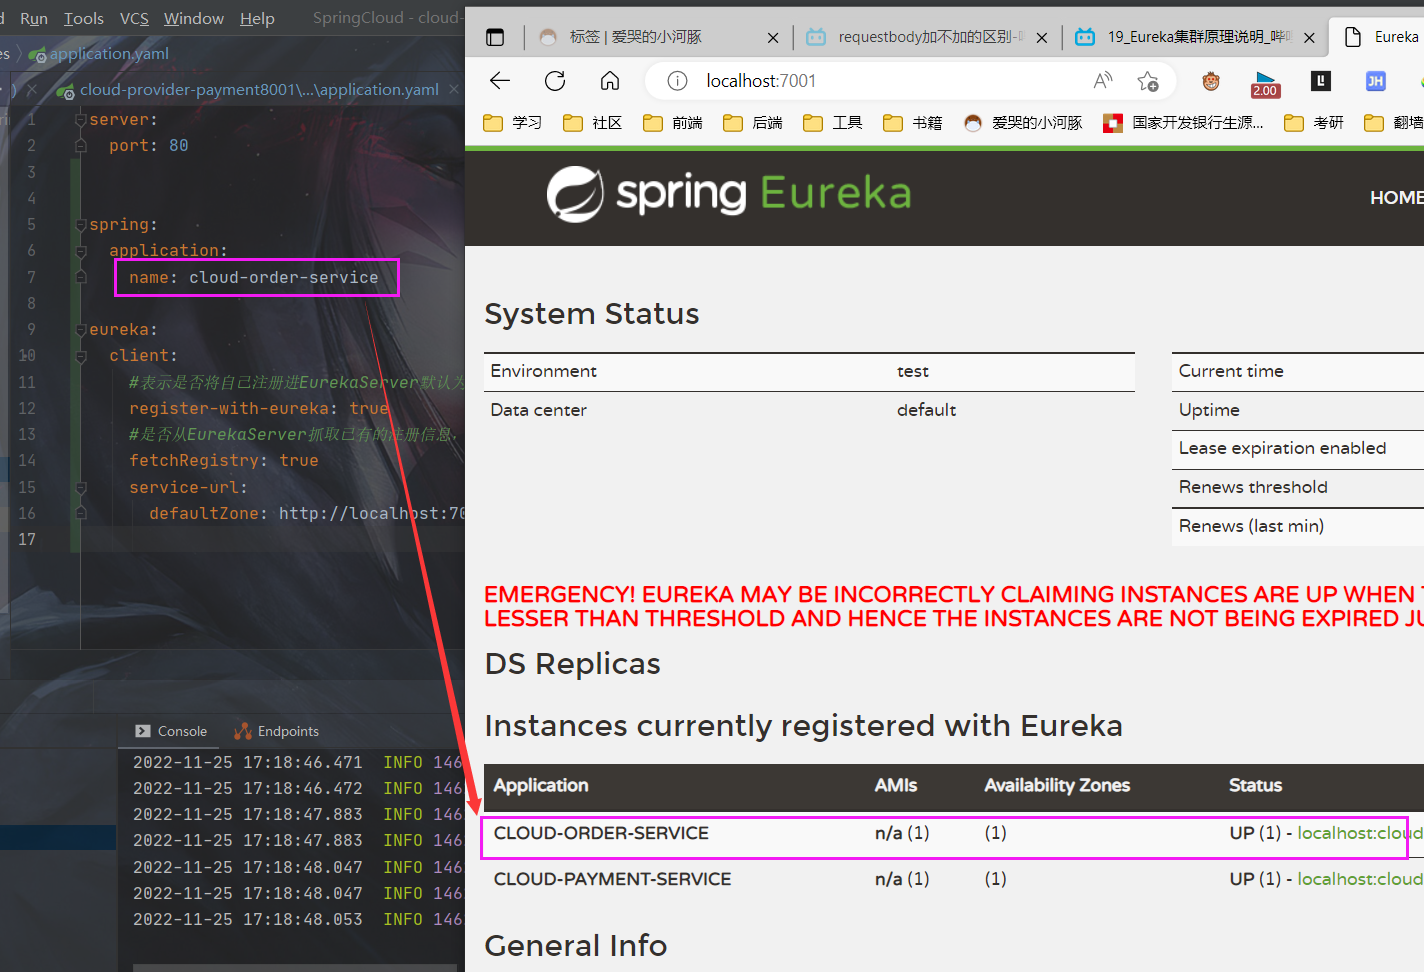 Run Tools VCS Window Help SpringCloud - cloud-
application.yaml
cloud-provider-payment8001\...\application.yaml
1 server:
2 port: 80
3
4
5 spring:
6 application:
7 name: cloud-order-service
8
9 eureka:
10 client:
11 #表示是否将自己注册进EurekaServer默认为
12 register-with-eureka: true
13 #是否从EurekaServer抓取已有的注册信息,
14 fetchRegistry: true
15 service-url:
16 defaultZone: http://localhost:70
17
Console Endpoints
2022-11-25 17:18:46.471 INFO 146
2022-11-25 17:18:46.472 INFO 146
2022-11-25 17:18:47.883 INFO 146
2022-11-25 17:18:47.883 INFO 146
2022-11-25 17:18:48.047 INFO 146
2022-11-25 17:18:48.047 INFO 146
2022-11-25 17:18:48.053 INFO 146
标签 | 爱哭的小河豚
requestbody加不加的区别-
19_Eureka集群原理说明_哔
Eureka
localhost:7001
2.00
JH
学习 社区 前端 后端 工具 书籍 爱哭的小河豚 国家开发银行生源... 考研 翻墙
spring Eureka
HOME
System Status
Environment test
Data center default
Current time
Uptime
Lease expiration enabled
Renews threshold
Renews (last min)
EMERGENCY! EUREKA MAY BE INCORRECTLY CLAIMING INSTANCES ARE UP WHEN T
LESSER THAN THRESHOLD AND HENCE THE INSTANCES ARE NOT BEING EXPIRED JU
DS Replicas
Instances currently registered with Eureka
Application AMIs Availability Zones Status
CLOUD-ORDER-SERVICE n/a (1) (1) UP (1) - localhost:cloud
CLOUD-PAYMENT-SERVICE n/a (1) (1) UP (1) - localhost:cloud
General Info